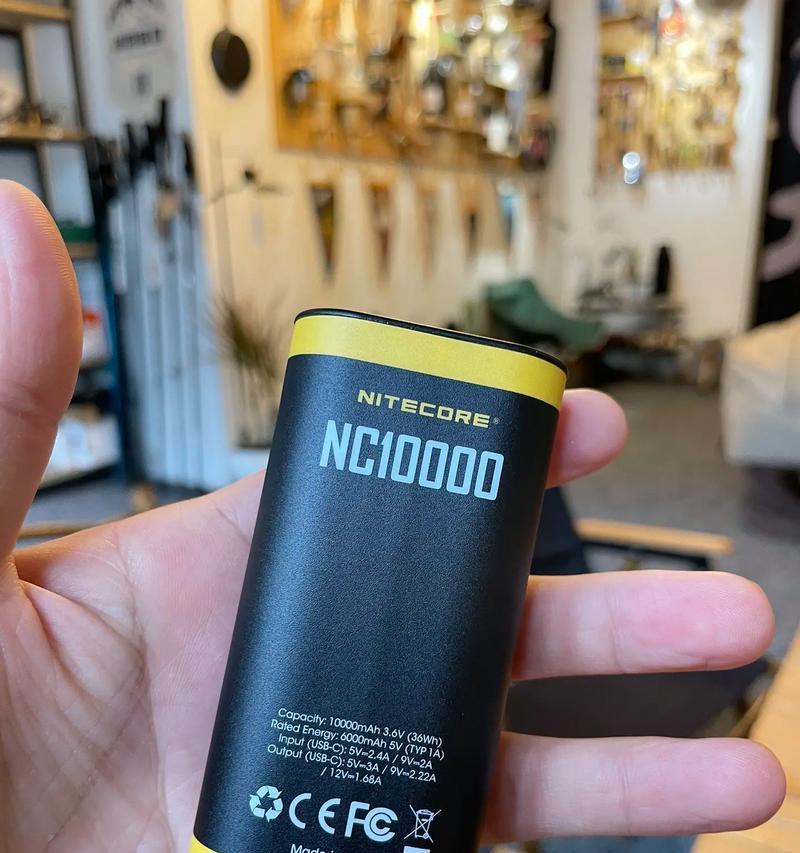 NITECORE®
NC10000
Capacity: 10000mAh 3.6V (36Wh)
Rated Energy: 6000mAh 5V (TYP 1A)
Input (USB-C): 5V⎓2.4A / 9V⎓2A
Output (USB-C): 5V⎓3A / 9V⎓2.22A
/ 12V⎓1.68A
CE FC
Made